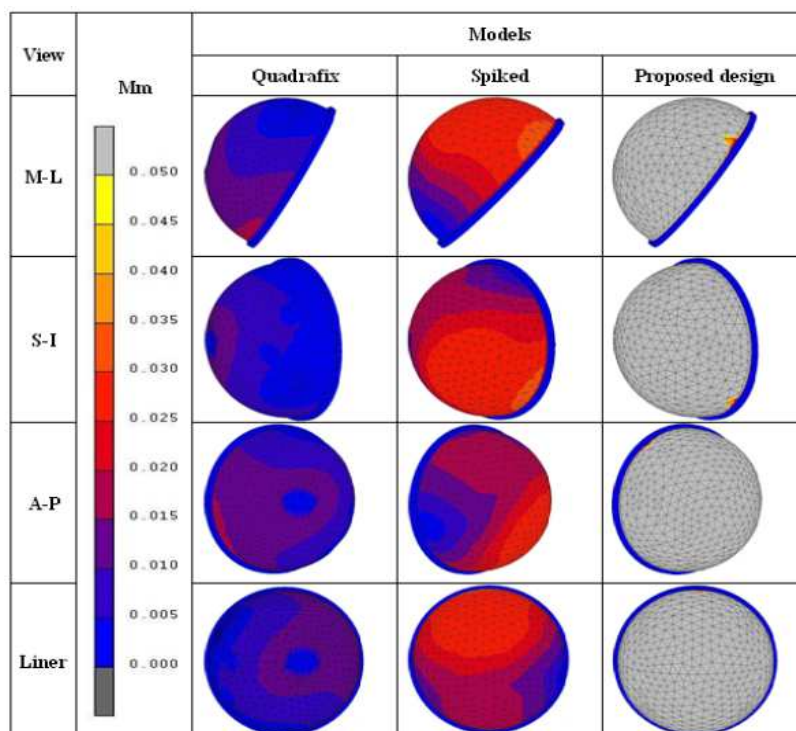 View
Models
Mm
Quadrafix
Spiked
Proposed design
M-L
0.050
0.045
0.040
S-I
0.035
0.030
0.025
0.020
A-P
0.015
0.010
0.005
Liner
0.000